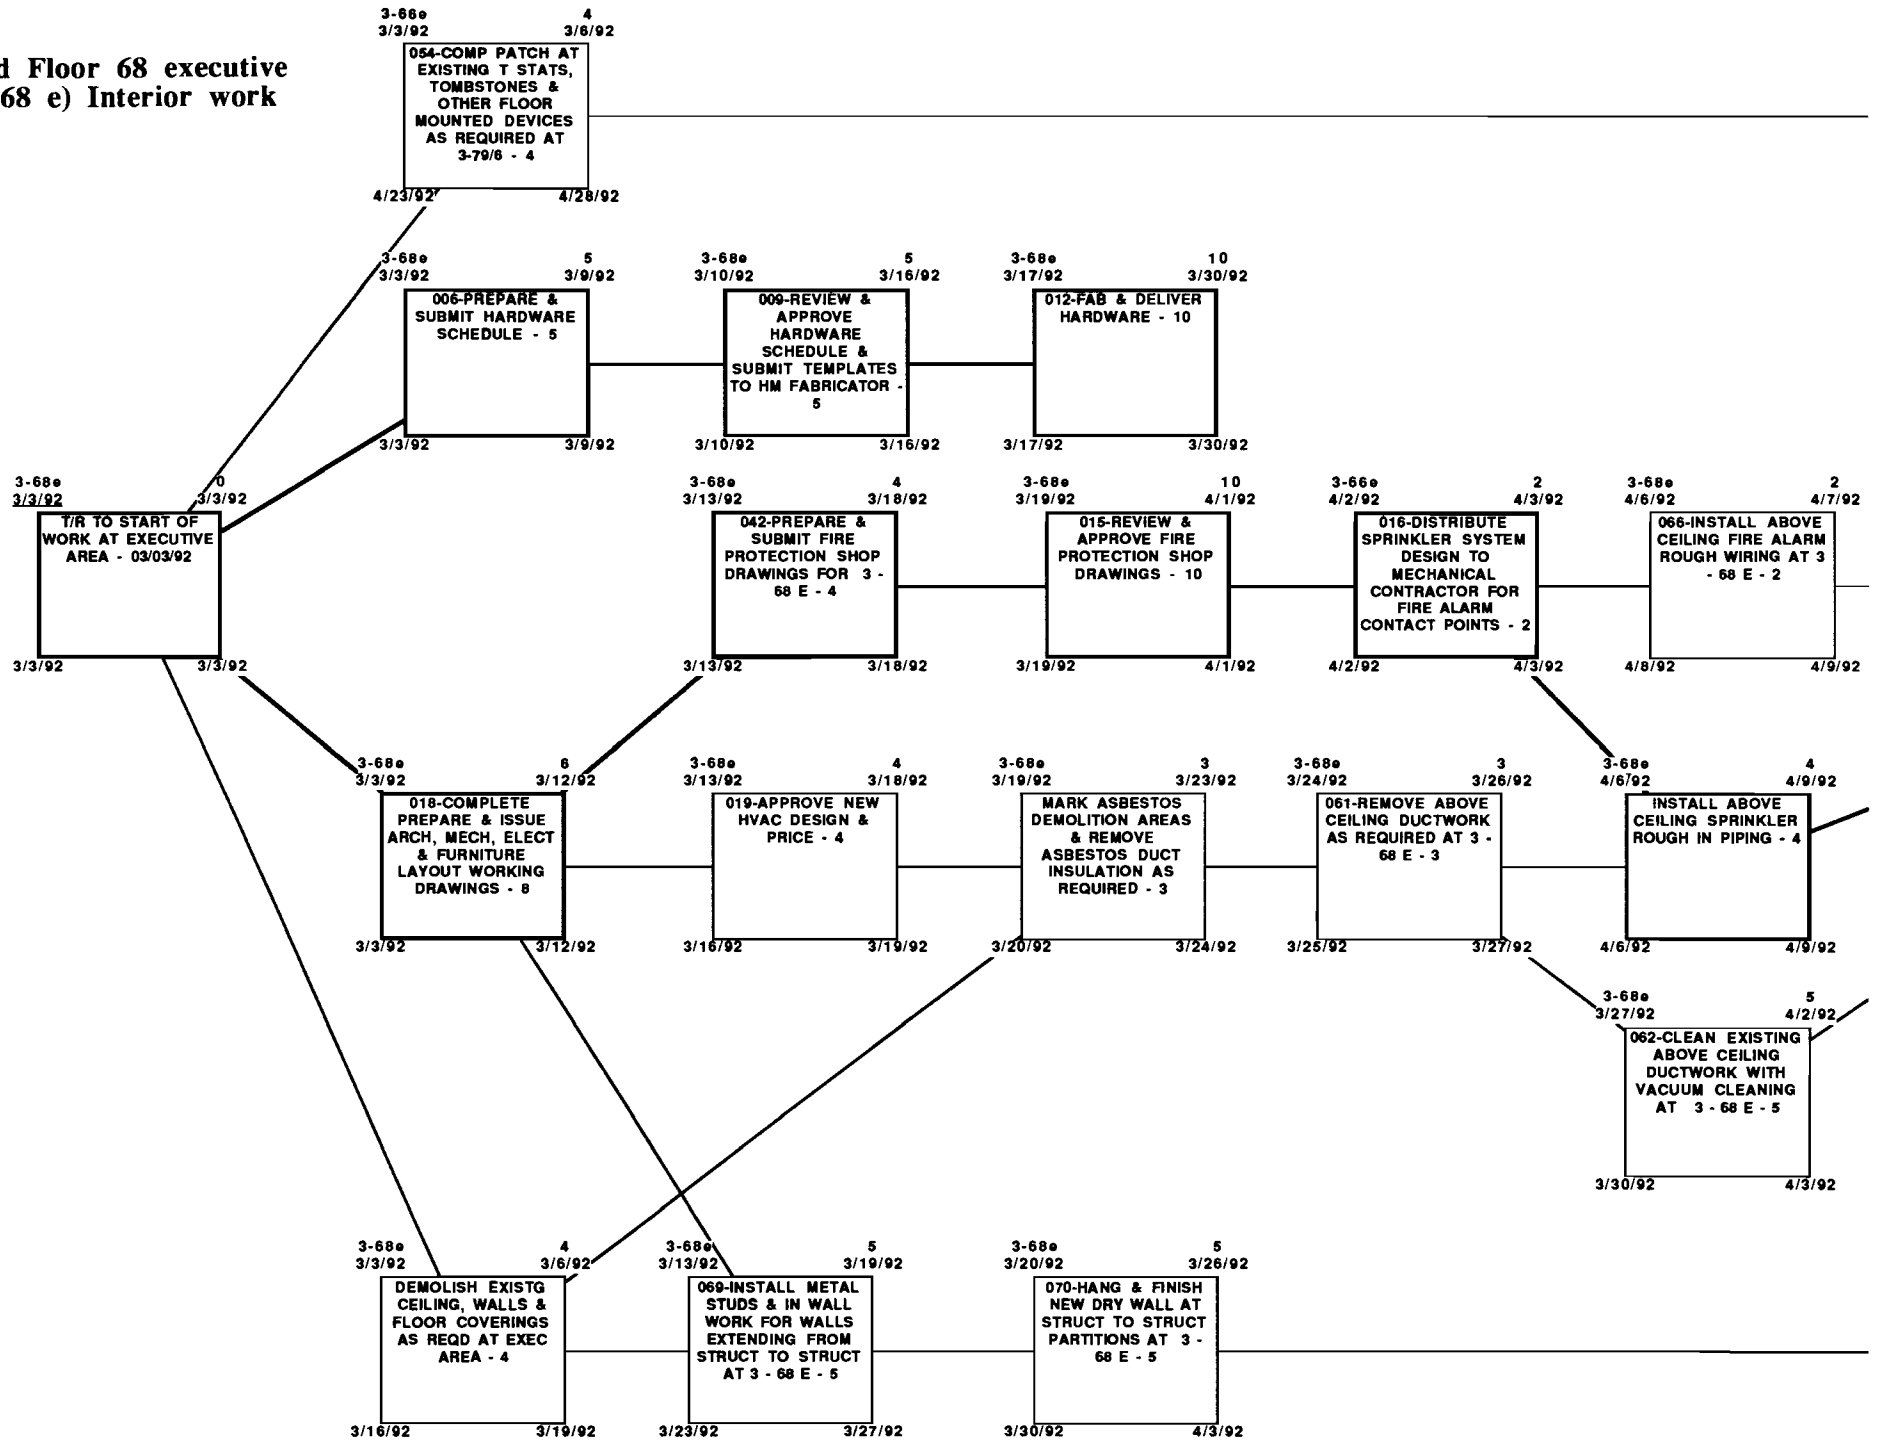 d Floor 68 executive
68 e) Interior work
3-66e 4
3/3/92 3/6/92
054-COMP PATCH AT
EXISTING T STATS,
TOMBSTONES &
OTHER FLOOR
MOUNTED DEVICES
AS REQUIRED AT
3-79/6 - 4
4/23/92 4/28/92
3-68e 5
3/3/92 3/9/92
006-PREPARE &
SUBMIT HARDWARE
SCHEDULE - 5
3/3/92 3/9/92
3-68e 5
3/10/92 3/16/92
009-REVIEW &
APPROVE
HARDWARE
SCHEDULE &
SUBMIT TEMPLATES
TO HM FABRICATOR -
5
3/10/92 3/16/92
3-68e 10
3/17/92 3/30/92
012-FAB & DELIVER
HARDWARE - 10
3/17/92 3/30/92
3-68e 0
3/3/92 3/3/92
T/R TO START OF
WORK AT EXECUTIVE
AREA - 03/03/92
3/3/92 3/3/92
3-68e 4
3/13/92 3/18/92
042-PREPARE &
SUBMIT FIRE
PROTECTION SHOP
DRAWINGS FOR 3 -
68 E - 4
3/13/92 3/18/92
3-68e 10
3/19/92 4/1/92
015-REVIEW &
APPROVE FIRE
PROTECTION SHOP
DRAWINGS - 10
3/19/92 4/1/92
3-66e 2
4/2/92 4/3/92
016-DISTRIBUTE
SPRINKLER SYSTEM
DESIGN TO
MECHANICAL
CONTRACTOR FOR
FIRE ALARM
CONTACT POINTS - 2
4/2/92 4/3/92
3-68e 2
4/6/92 4/7/92
066-INSTALL ABOVE
CEILING FIRE ALARM
ROUGH WIRING AT 3
- 68 E - 2
4/8/92 4/9/92
3-68e 6
3/3/92 3/12/92
018-COMPLETE
PREPARE & ISSUE
ARCH, MECH, ELECT
& FURNITURE
LAYOUT WORKING
DRAWINGS - 8
3/3/92 3/12/92
3-68e 4
3/13/92 3/18/92
019-APPROVE NEW
HVAC DESIGN &
PRICE - 4
3/16/92 3/19/92
3-68e 3
3/19/92 3/23/92
MARK ASBESTOS
DEMOLITION AREAS
& REMOVE
ASBESTOS DUCT
INSULATION AS
REQUIRED - 3
3/20/92 3/24/92
3-68e 3
3/24/92 3/26/92
061-REMOVE ABOVE
CEILING DUCTWORK
AS REQUIRED AT 3 -
68 E - 3
3/25/92 3/27/92
3-68e 4
4/6/92 4/9/92
INSTALL ABOVE
CEILING SPRINKLER
ROUGH IN PIPING - 4
4/6/92 4/9/92
3-68e 5
3/27/92 4/2/92
062-CLEAN EXISTING
ABOVE CEILING
DUCTWORK WITH
VACUUM CLEANING
AT 3 - 68 E - 5
3/30/92 4/3/92
3-68e 4
3/3/92 3/6/92
DEMOLISH EXISTG
CEILING, WALLS &
FLOOR COVERINGS
AS REQD AT EXEC
AREA - 4
3/16/92 3/19/92
3-68e 5
3/13/92 3/19/92
069-INSTALL METAL
STUDS & IN WALL
WORK FOR WALLS
EXTENDING FROM
STRUCT TO STRUCT
AT 3 - 68 E - 5
3/23/92 3/27/92
3-68e 5
3/20/92 3/26/92
070-HANG & FINISH
NEW DRY WALL AT
STRUCT TO STRUCT
PARTITIONS AT 3 -
68 E - 5
3/30/92 4/3/92